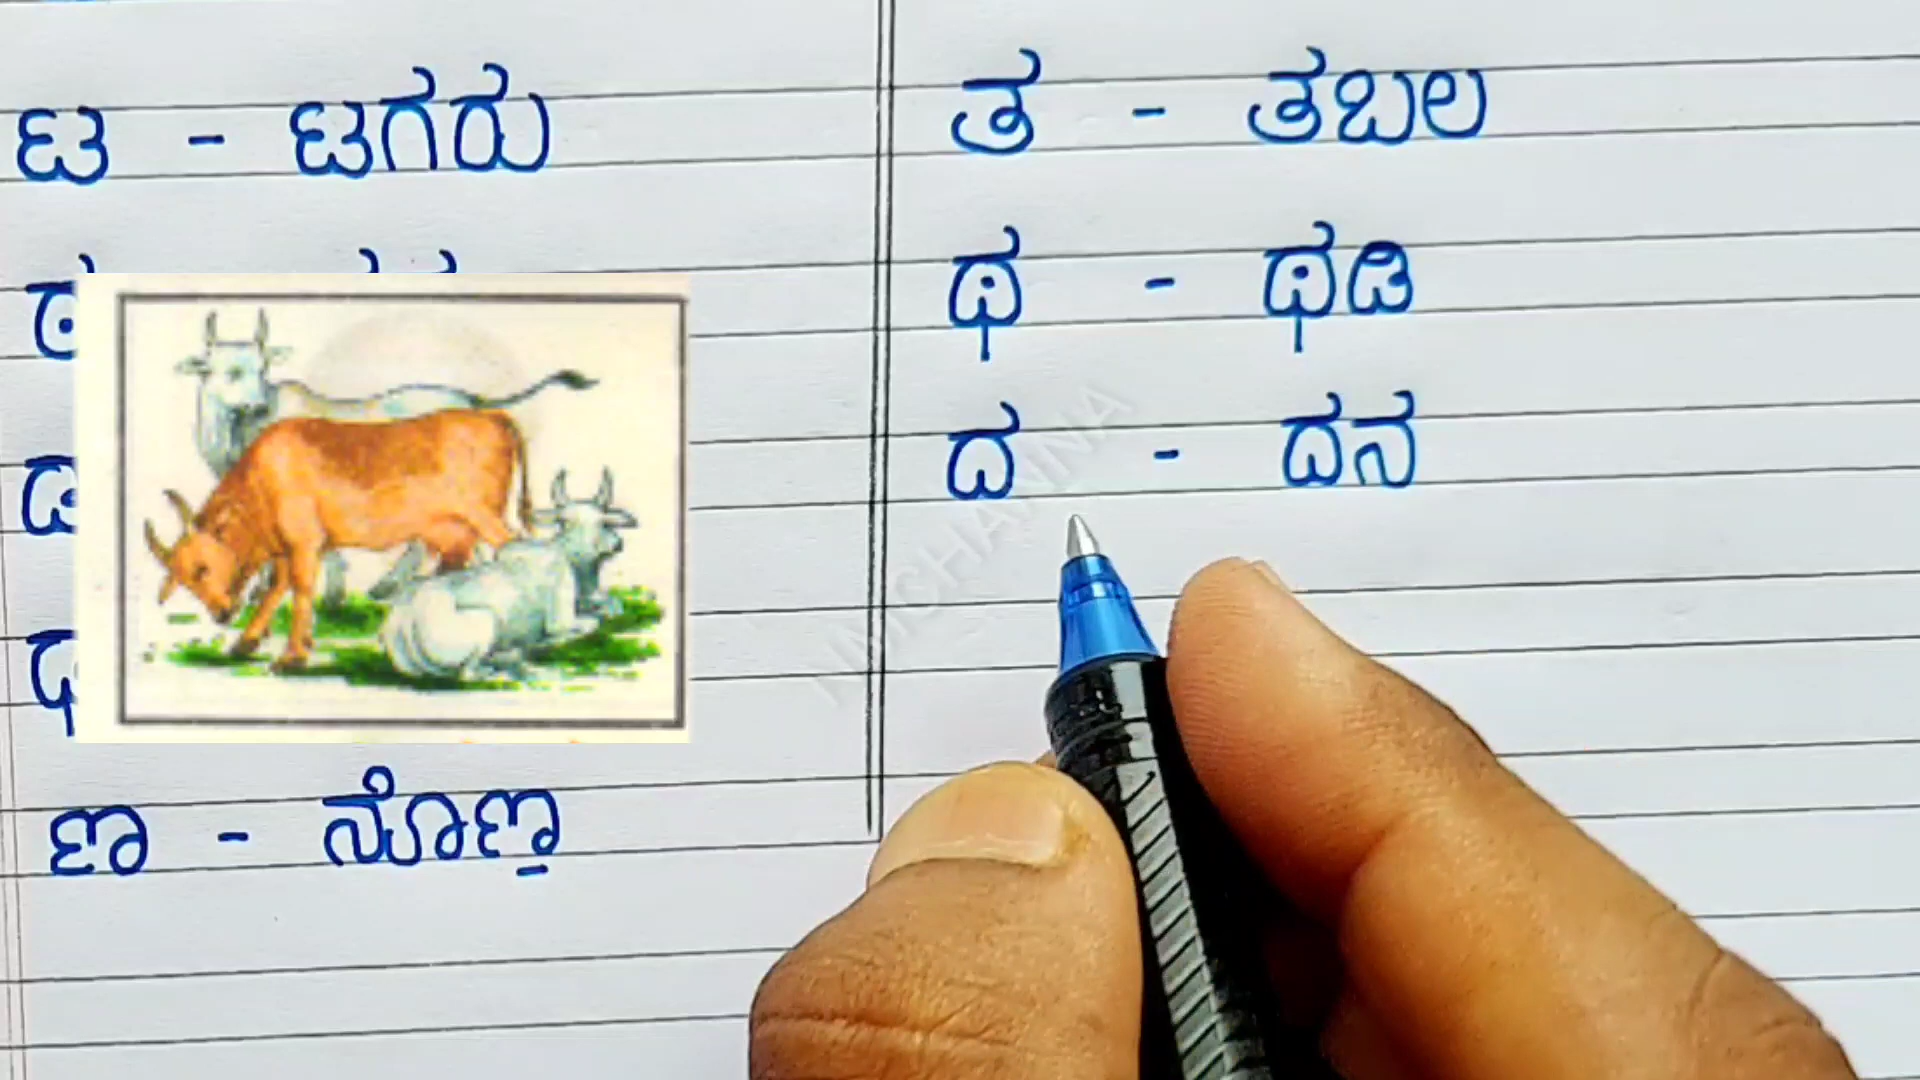 ಟ - ಟಗರು
ಣ - ನೊಣ
ತ - ತಬಲ
ಥ - ಥಡಿ
ದ - ದನ